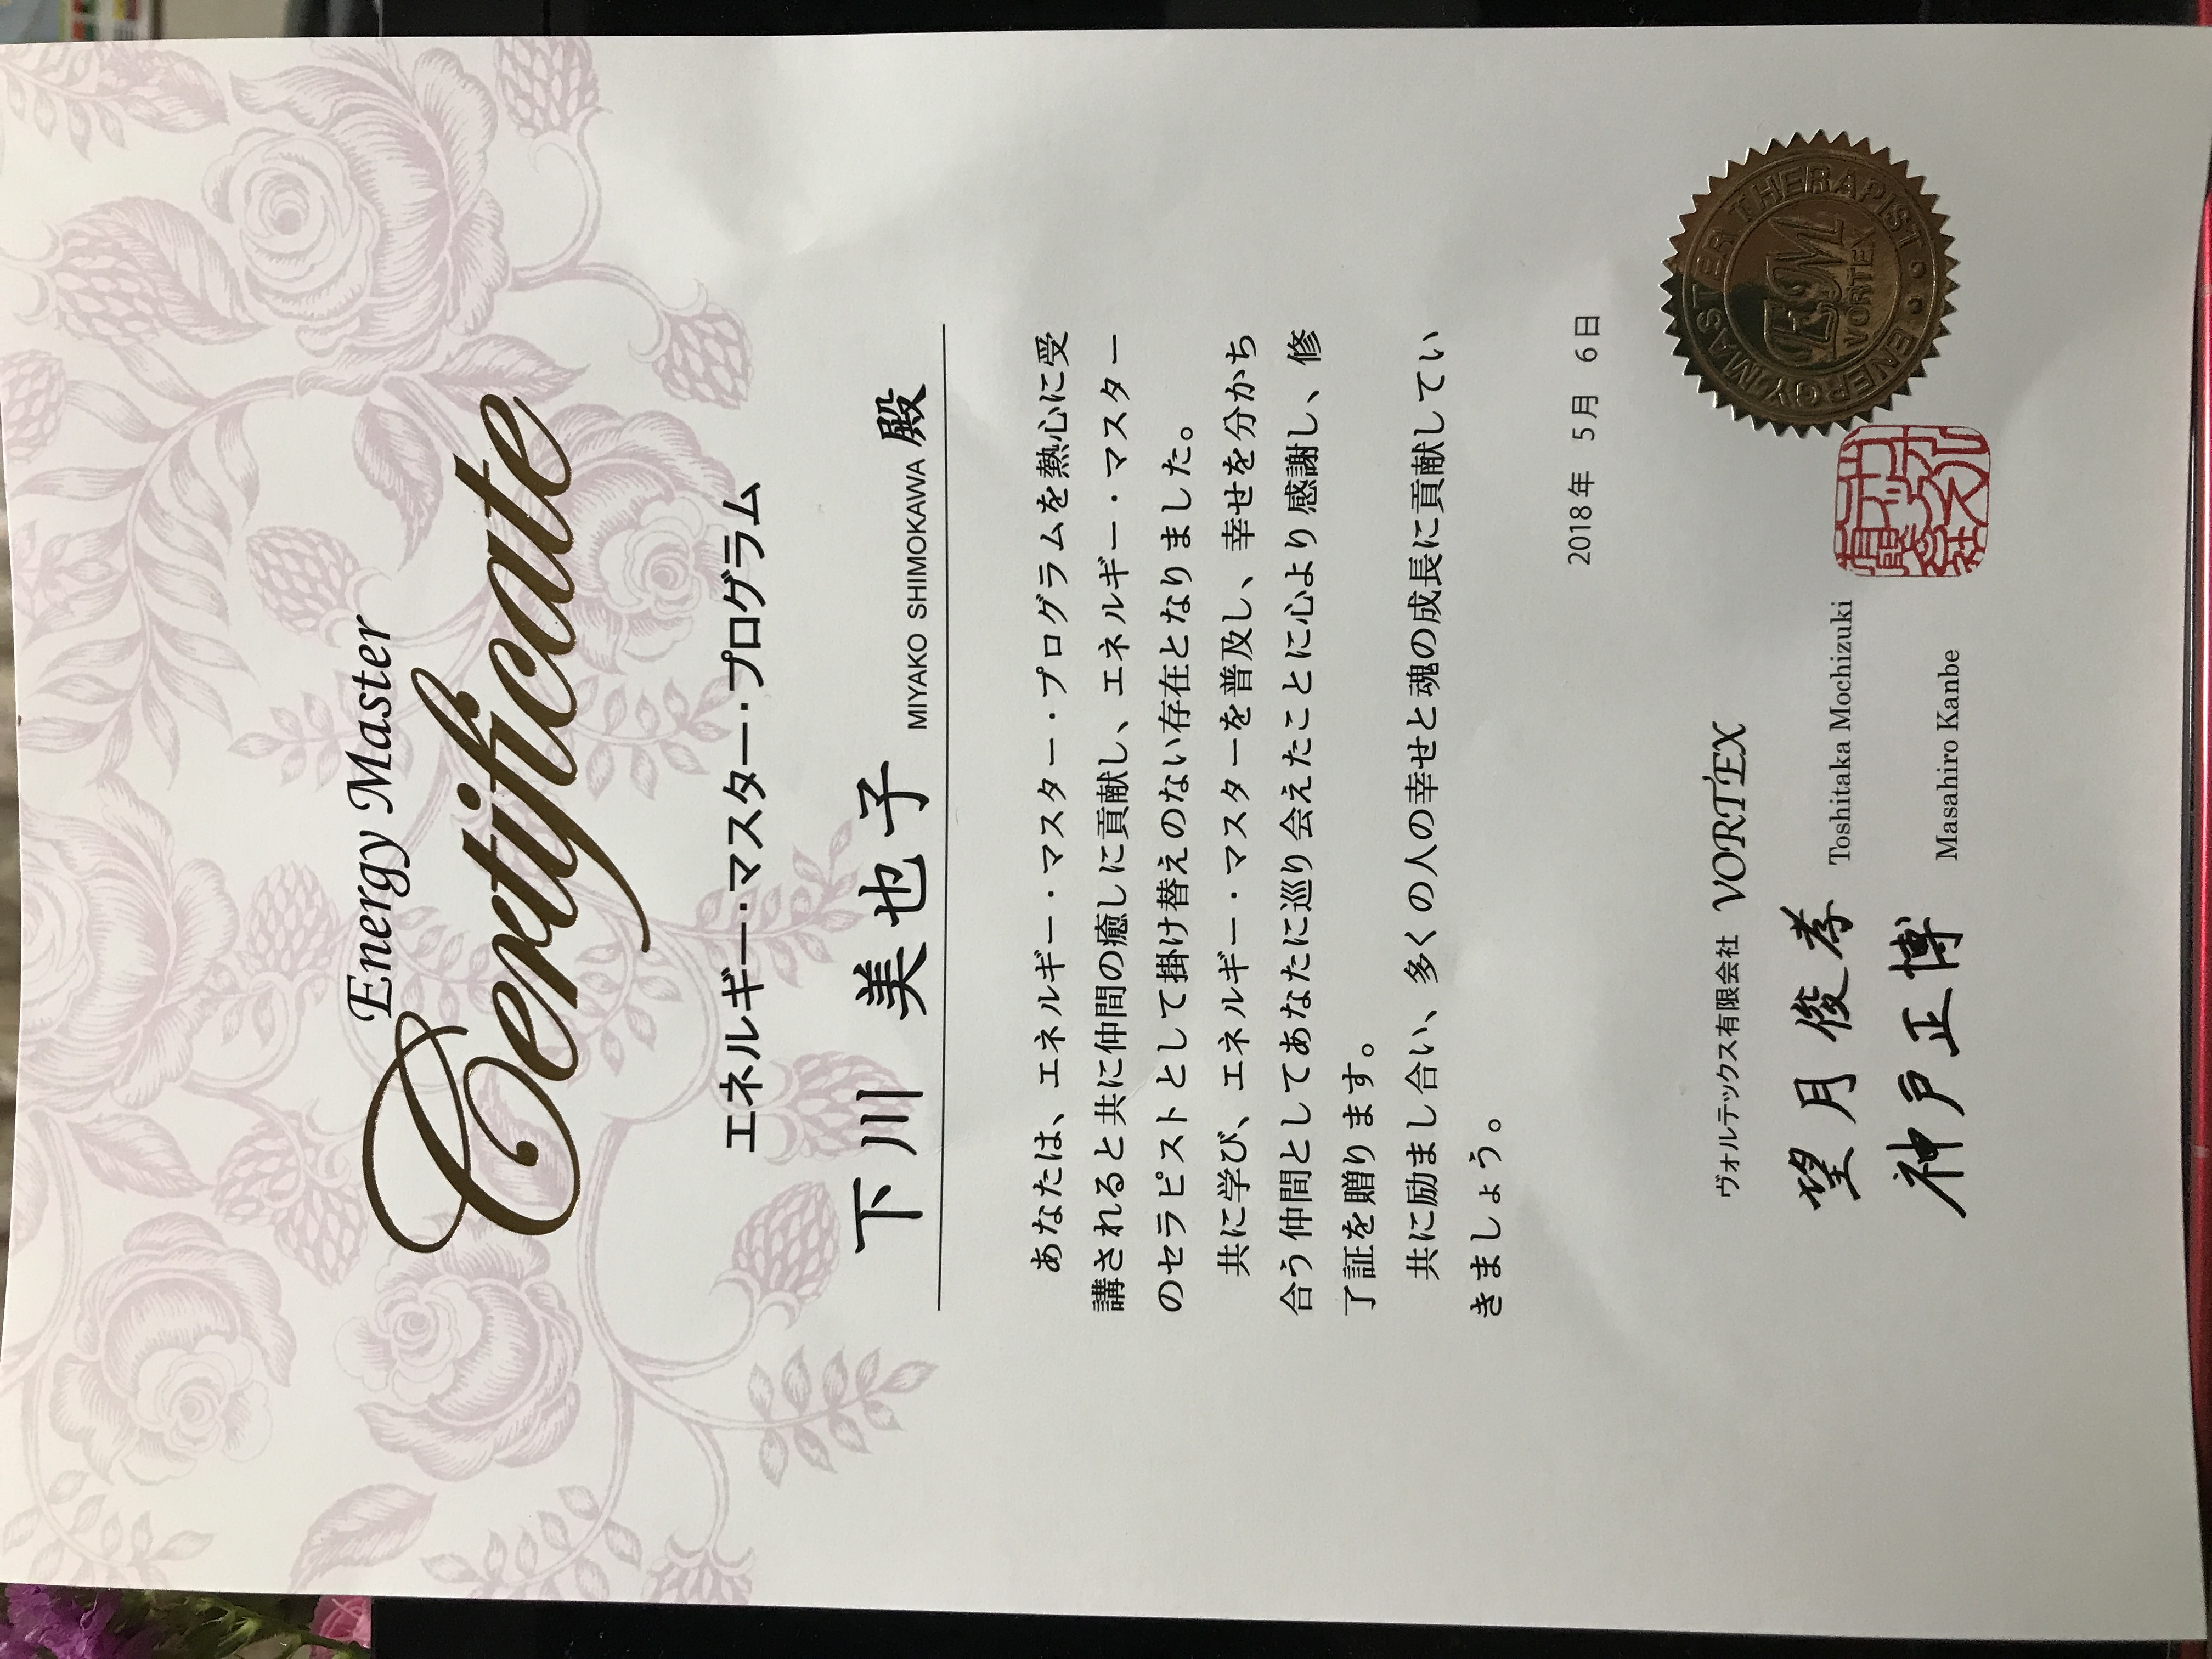 Energy Master
Certificate
エネルギー・マスター・プログラム
下川 美也子 MIYAKO SHIMOKAWA 殿
あなたは、エネルギー・マスター・プログラムを熱心に受
講されると共に仲間の癒しに貢献し、エネルギー・マスター
のセラピストとして掛け替えのない存在となりました。
共に学び、エネルギー・マスターを普及し、幸せを分かち
合う仲間としてあなたに巡り会えたことに心より感謝し、修
了証を贈ります。
共に励まし合い、多くの人の幸せと魂の成長に貢献してい
きましょう。
2018年 5月 6日
ヴォルテックス有限会社 VORTEX
望月俊孝 Toshitaka Mochizuki
神戸正博 Masahiro Kanbe
ENERGY MASTER THERAPIST
EM
VORTEX